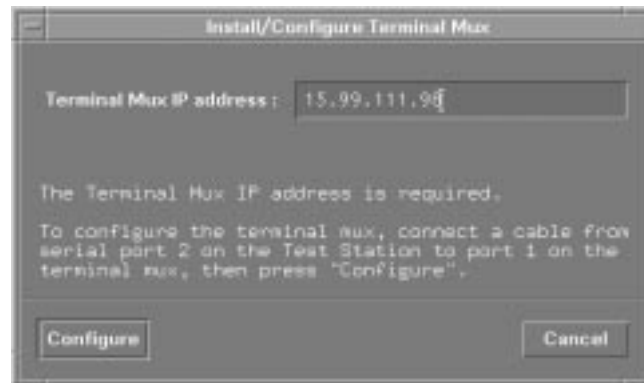 Install/Configure Terminal Mux
Terminal Mux IP address : 15.99.111.98
The Terminal Mux IP address is required.
To configure the terminal mux, connect a cable from
serial port 2 on the Test Station to port 1 on the
terminal mux, then press "Configure".
Configure Cancel